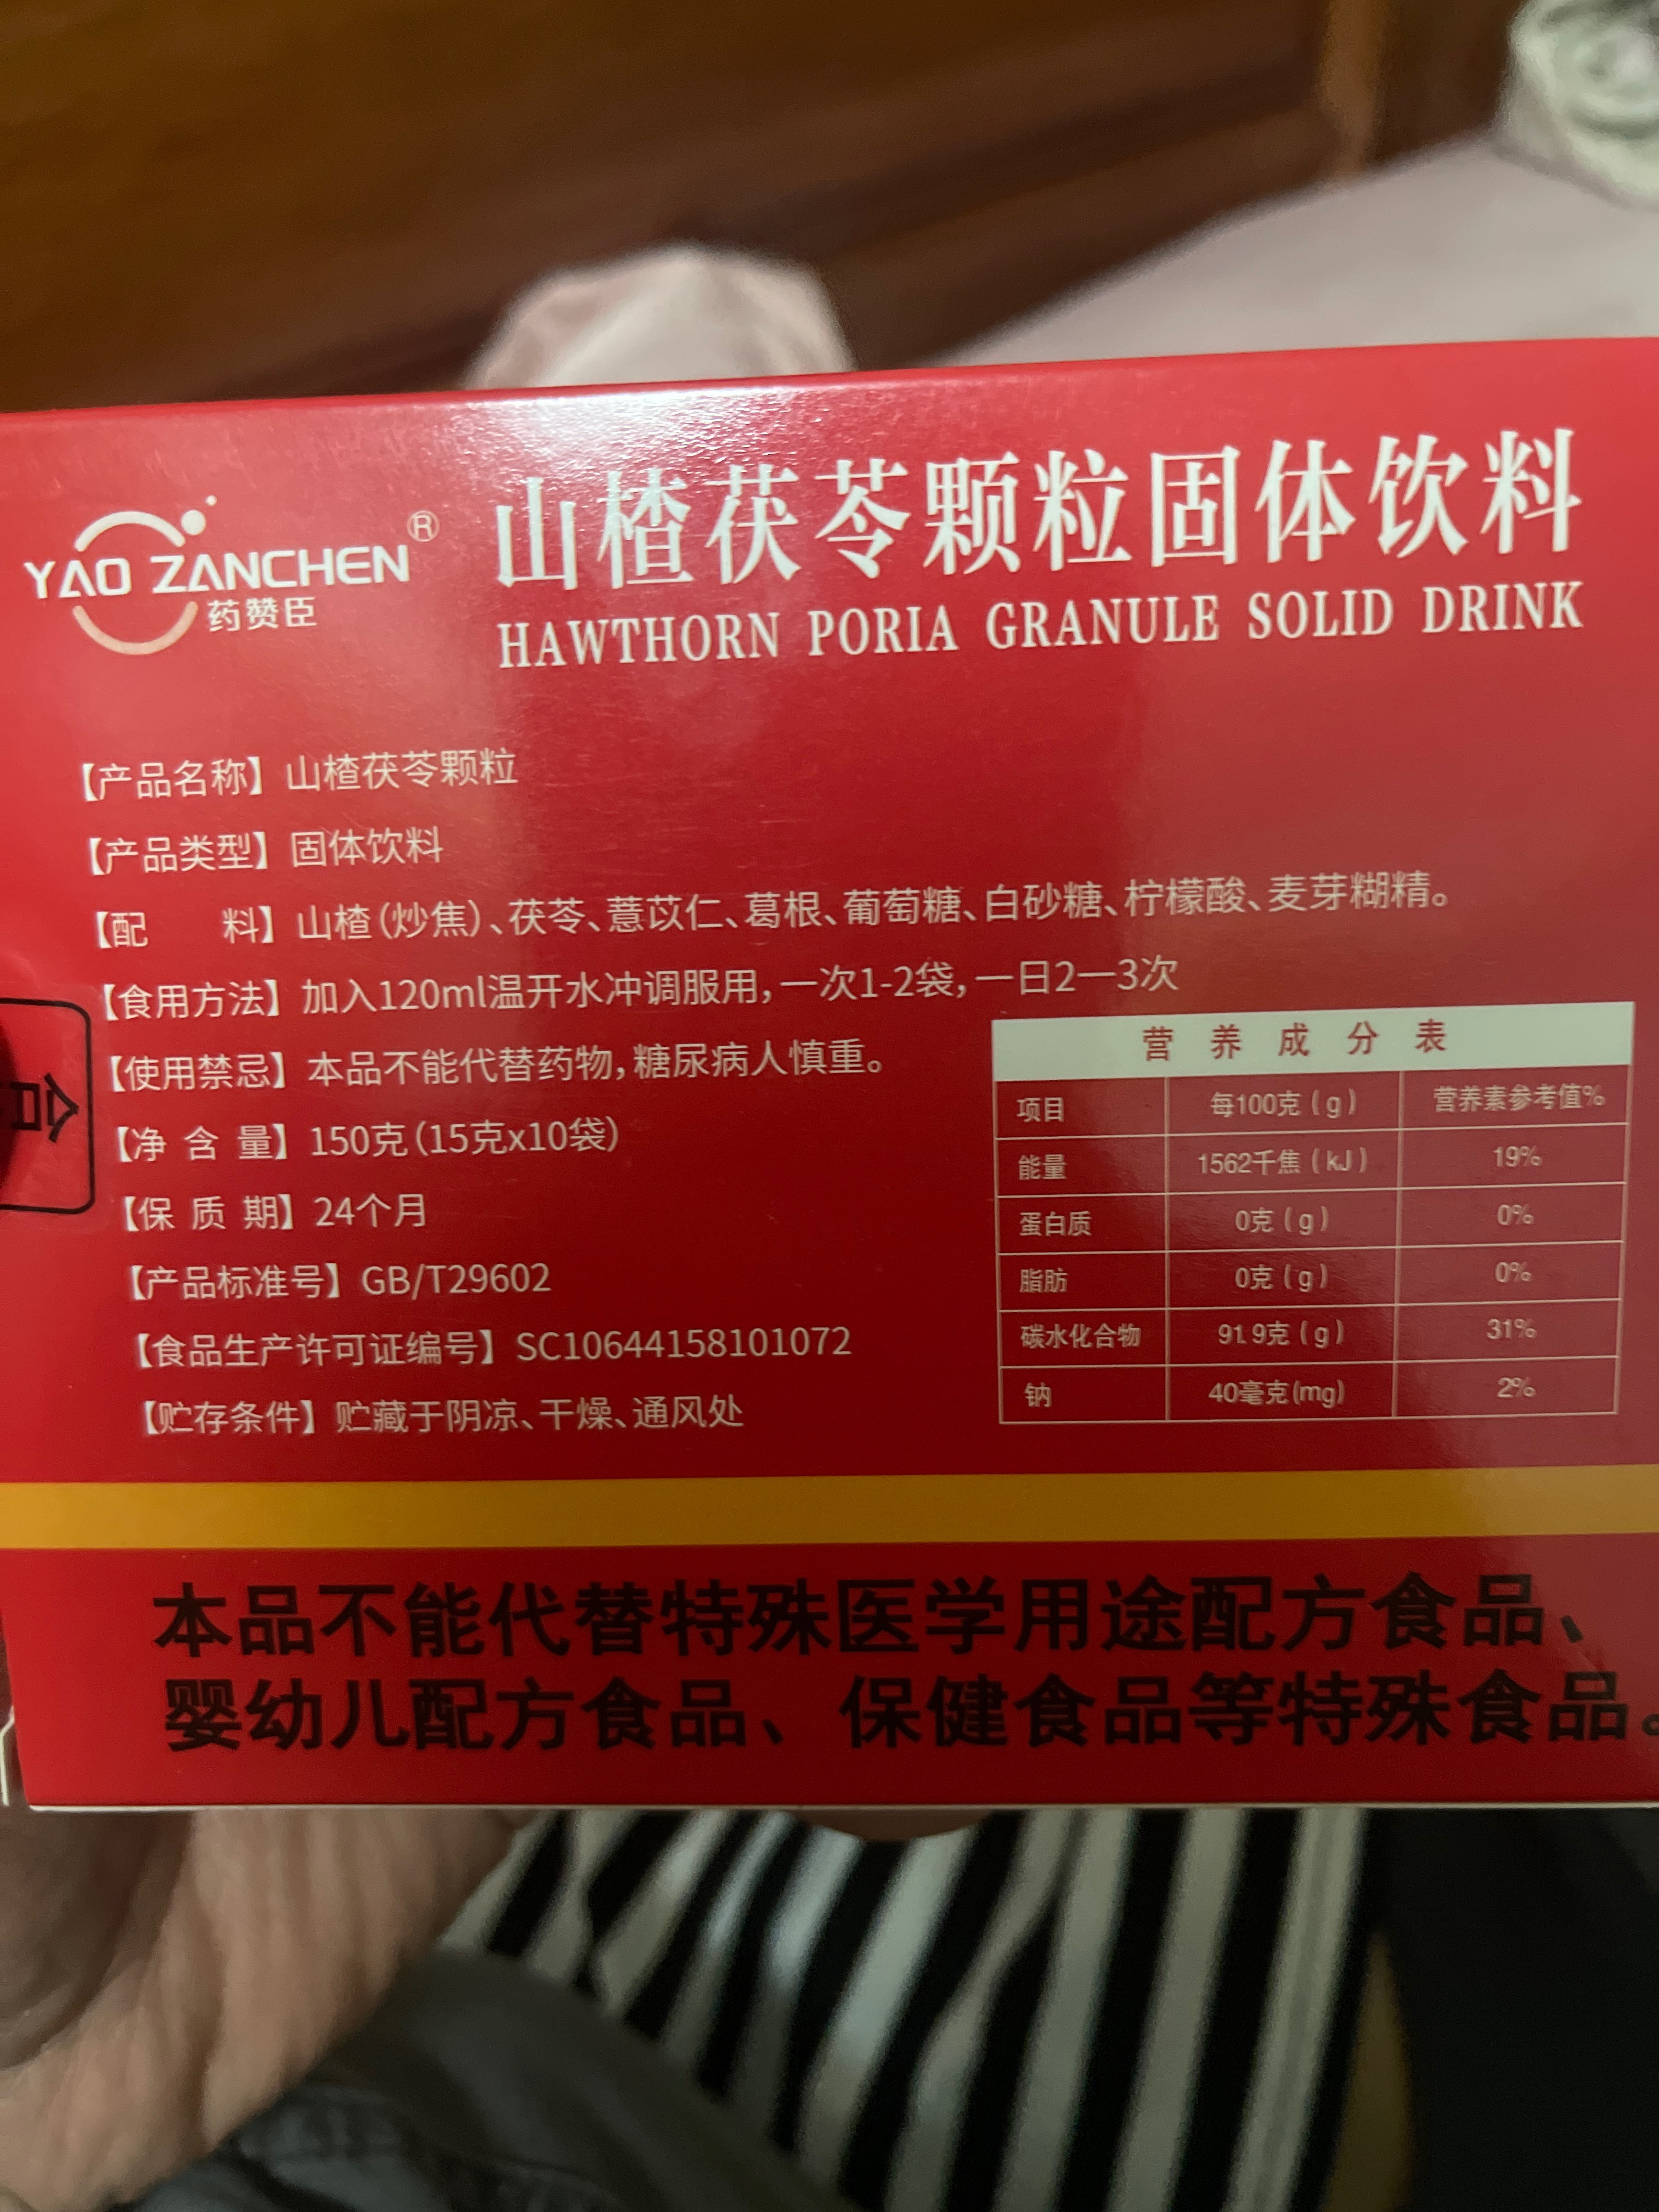 YAO ZANCHEN®
药赞臣
山楂茯苓颗粒固体饮料
HAWTHORN PORIA GRANULE SOLID DRINK
【产品名称】山楂茯苓颗粒
【产品类型】固体饮料
【配 料】山楂（炒焦）、茯苓、薏苡仁、葛根、葡萄糖、白砂糖、柠檬酸、麦芽糊精。
【食用方法】加入120ml温开水冲调服用，一次1-2袋，一日2一3次
【使用禁忌】本品不能代替药物，糖尿病人慎重。
【净 含 量】150克（15克x10袋）
【保 质 期】24个月
【产品标准号】GB/T29602
【食品生产许可证编号】SC10644158101072
【贮存条件】贮藏于阴凉、干燥、通风处
营养成分表
项目 每100克（g） 营养素参考值%
能量 1562千焦（kJ） 19%
蛋白质 0克（g） 0%
脂肪 0克（g） 0%
碳水化合物 91.9克（g） 31%
钠 40毫克(mg) 2%
合
本品不能代替特殊医学用途配方食品、
婴幼儿配方食品、保健食品等特殊食品。